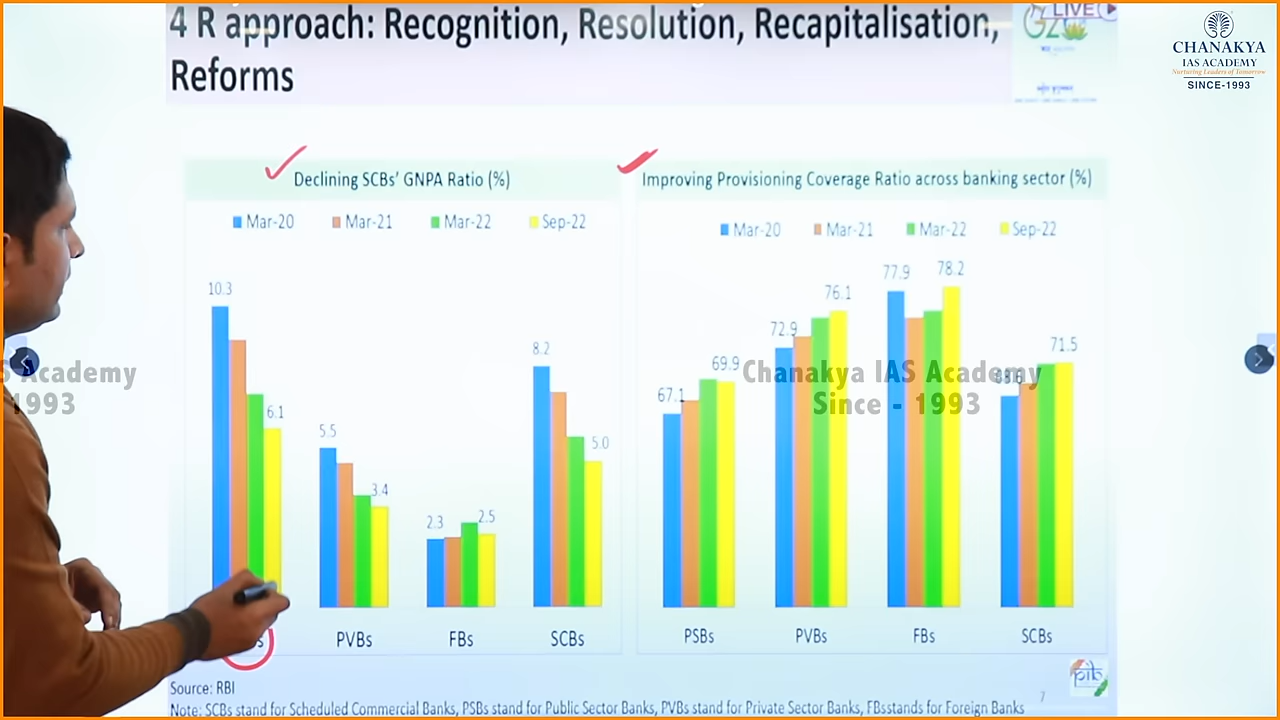 4 R approach: Recognition, Resolution, Recapitalisation,
Reforms
LIVE
CHANAKYA
IAS ACADEMY
Nurturing Leaders of Tomorrow
SINCE-1993
Declining SCBs' GNPA Ratio (%)
Mar-20 Mar-21 Mar-22 Sep-22
10.3
6.1
5.5
3.4
2.3
2.5
8.2
5.0
PVBs FBs SCBs
Improving Provisioning Coverage Ratio across banking sector (%)
Mar-20 Mar-21 Mar-22 Sep-22
67.1
69.9
72.9
76.1
77.9
78.2
71.5
PSBs PVBs FBs SCBs
S Academy
1993
Chanakya IAS Academy
Since - 1993
Source: RBI
pib
7
Note: SCBs stand for Scheduled Commercial Banks, PSBs stand for Public Sector Banks, PVBs stand for Private Sector Banks, FBsstands for Foreign Banks